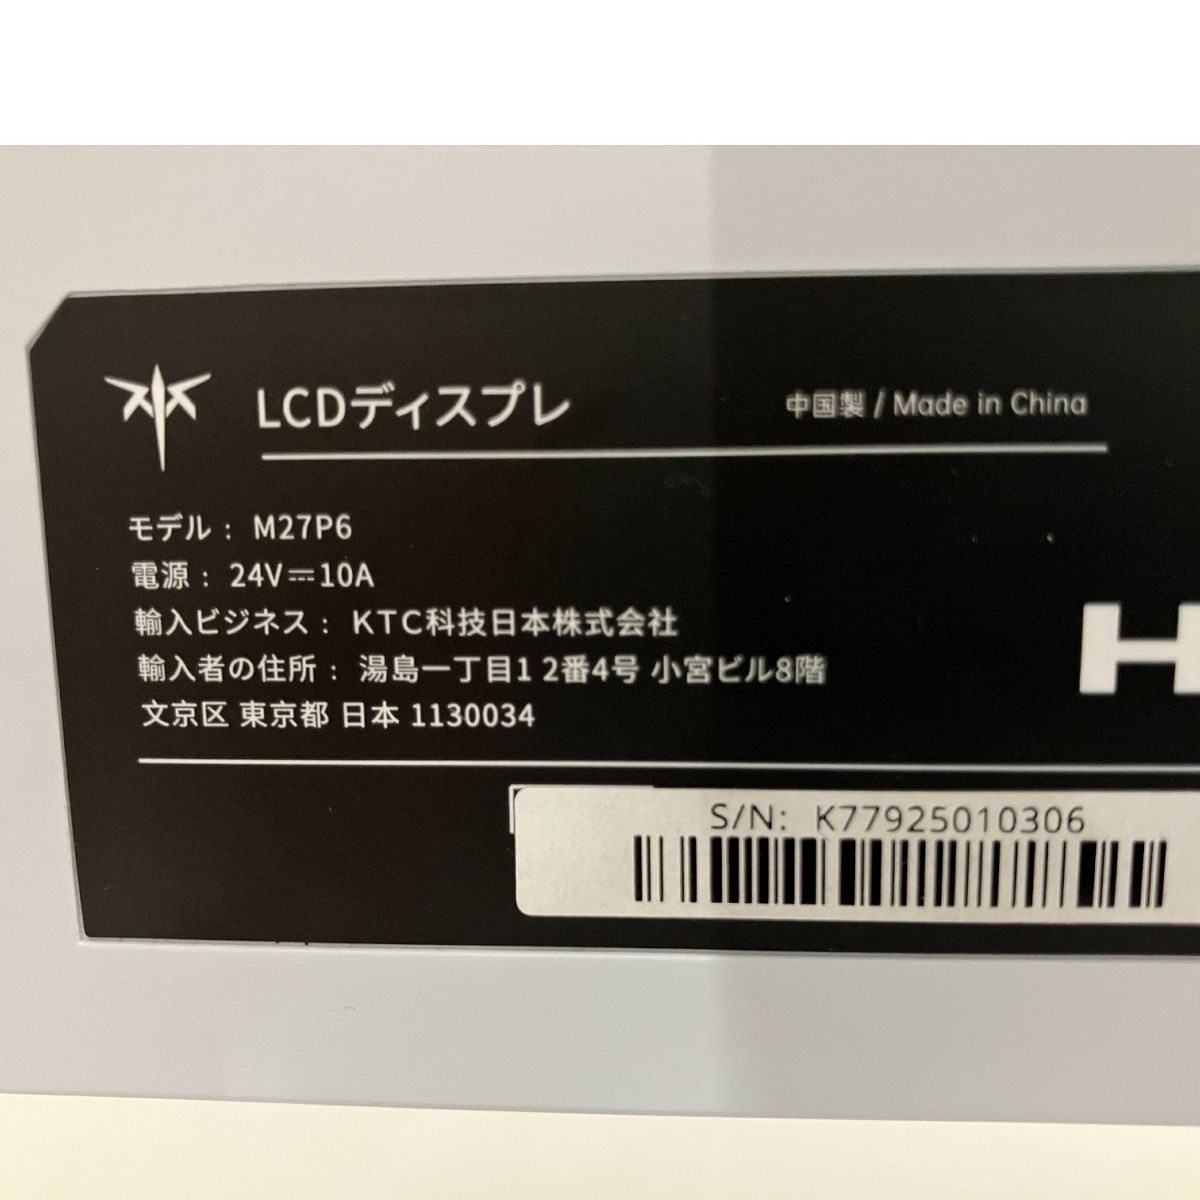 LCDディスプレ
中国製 / Made in China
モデル： M27P6
電源： 24V⎓10A
輸入ビジネス： KTC科技日本株式会社
輸入者の住所： 湯島一丁目1 2番4号 小宮ビル8階
文京区 東京都 日本 1130034
H
S/N: K77925010306